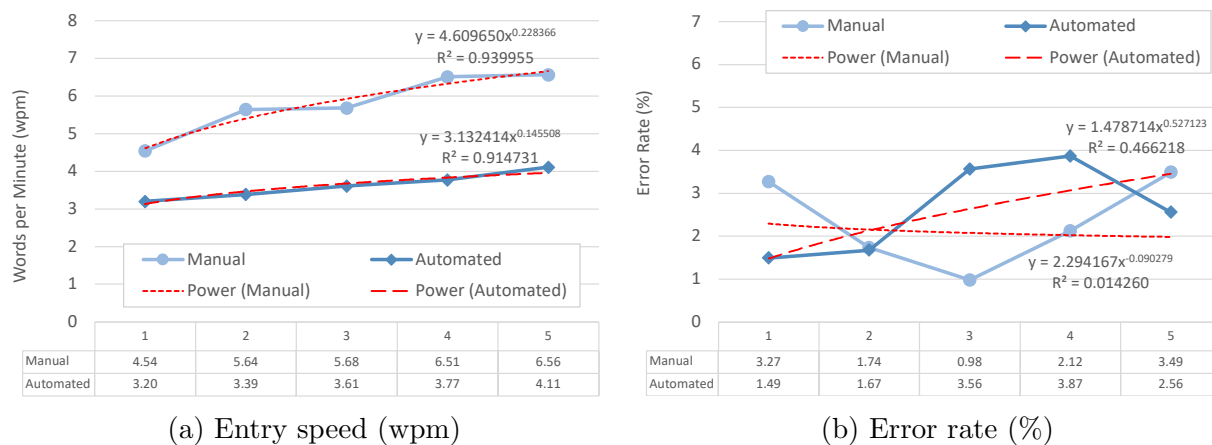 8
7
6
5
4
3
2
1
0
Words per Minute (wpm)
y = 4.609650x^0.228366
R² = 0.939955
y = 3.132414x^0.145508
R² = 0.914731
Manual Automated
Power (Manual) Power (Automated)
1 2 3 4 5
Manual 4.54 5.64 5.68 6.51 6.56
Automated 3.20 3.39 3.61 3.77 4.11
(a) Entry speed (wpm)
7
6
5
4
3
2
1
0
Error Rate (%)
Manual Automated
Power (Manual) Power (Automated)
y = 1.478714x^0.527123
R² = 0.466218
y = 2.294167x^-0.090279
R² = 0.014260
1 2 3 4 5
Manual 3.27 1.74 0.98 2.12 3.49
Automated 1.49 1.67 3.56 3.87 2.56
(b) Error rate (%)